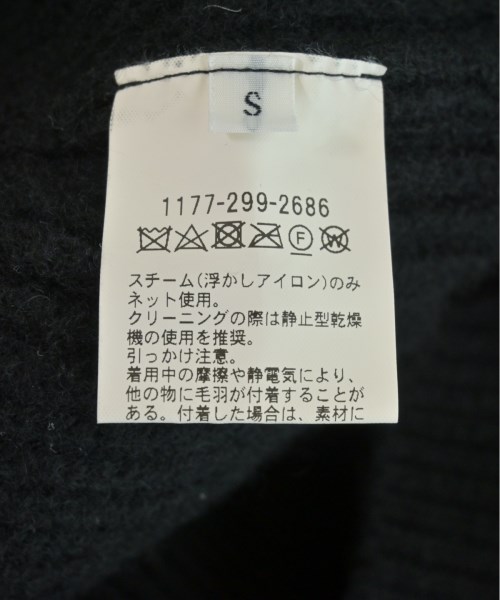 S
1177-299-2686
F W
スチーム(浮かしアイロン)のみ
ネット使用。
クリーニングの際は静止型乾燥
機の使用を推奨。
引っかけ注意。
着用中の摩擦や静電気により、
他の物に毛羽が付着することが
ある。付着した場合は、素材に